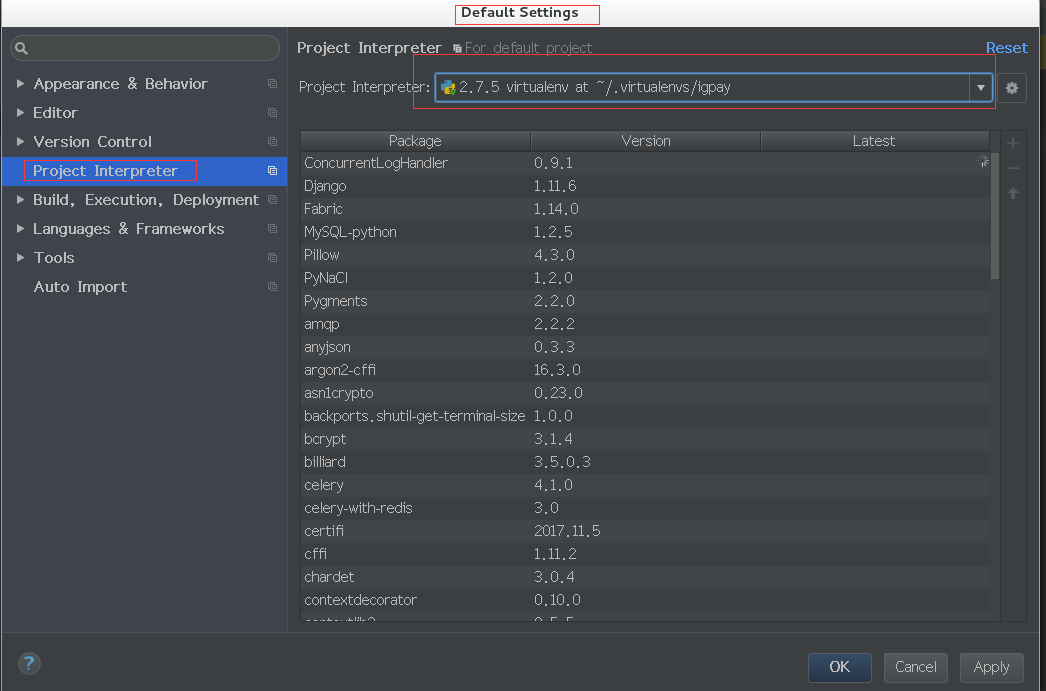 Default Settings
Project Interpreter For default project Reset
Project Interpreter: 2.7.5 virtualenv at ~/.virtualenvs/igpay
Appearance & Behavior
Editor
Version Control
Project Interpreter
Build, Execution, Deployment
Languages & Frameworks
Tools
Auto Import
Package Version Latest
ConcurrentLogHandler 0.9.1
Django 1.11.6
Fabric 1.14.0
MySQL-python 1.2.5
Pillow 4.3.0
PyNaCl 1.2.0
Pygments 2.2.0
amqp 2.2.2
anyjson 0.3.3
argon2-cffi 16.3.0
asn1crypto 0.23.0
backports.shutil-get-terminal-size 1.0.0
bcrypt 3.1.4
billiard 3.5.0.3
celery 4.1.0
celery-with-redis 3.0
certifi 2017.11.5
cffi 1.11.2
chardet 3.0.4
contextdecorator 0.10.0
? OK Cancel Apply